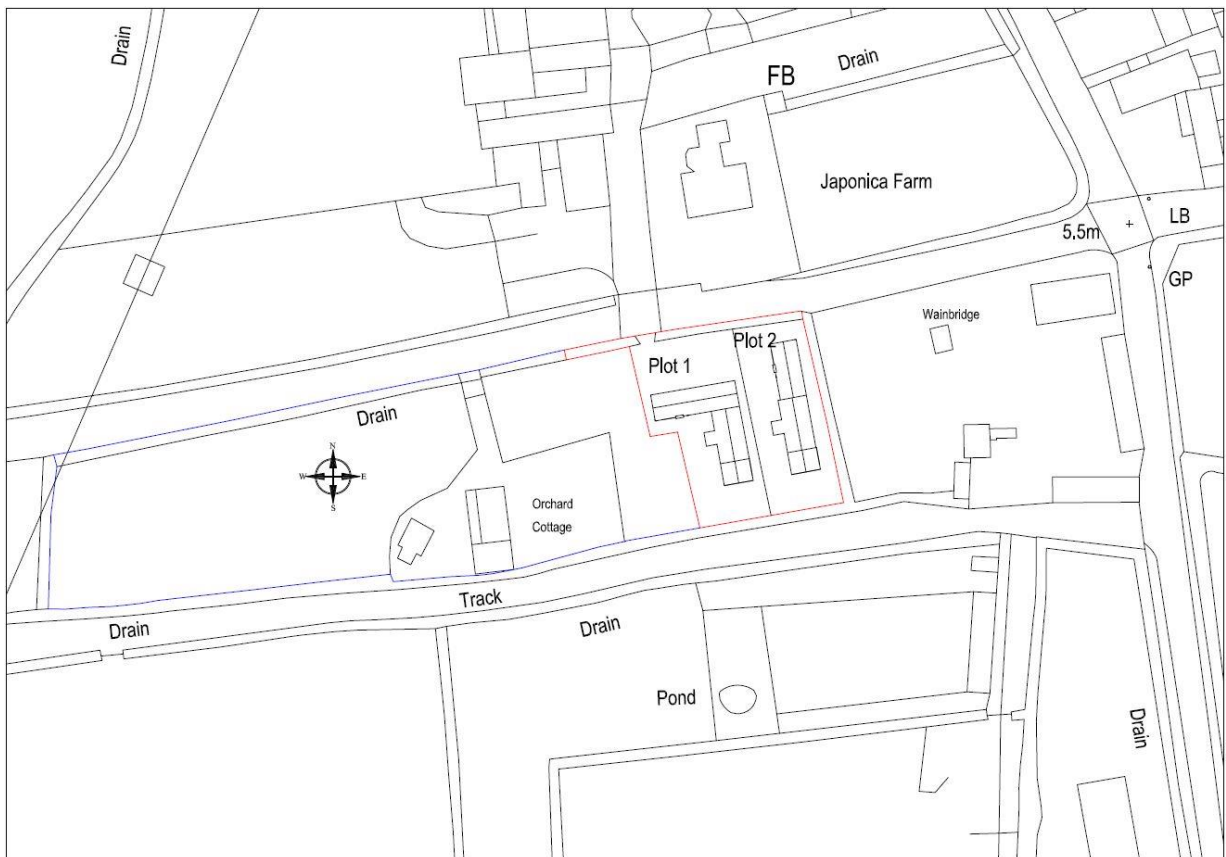 Drain
FB
Drain
Japonica Farm
5.5m
LB
GP
Wainbridge
Plot 2
Plot 1
Drain
N
W
E
S
Orchard
Cottage
Track
Drain
Drain
Pond
Drain